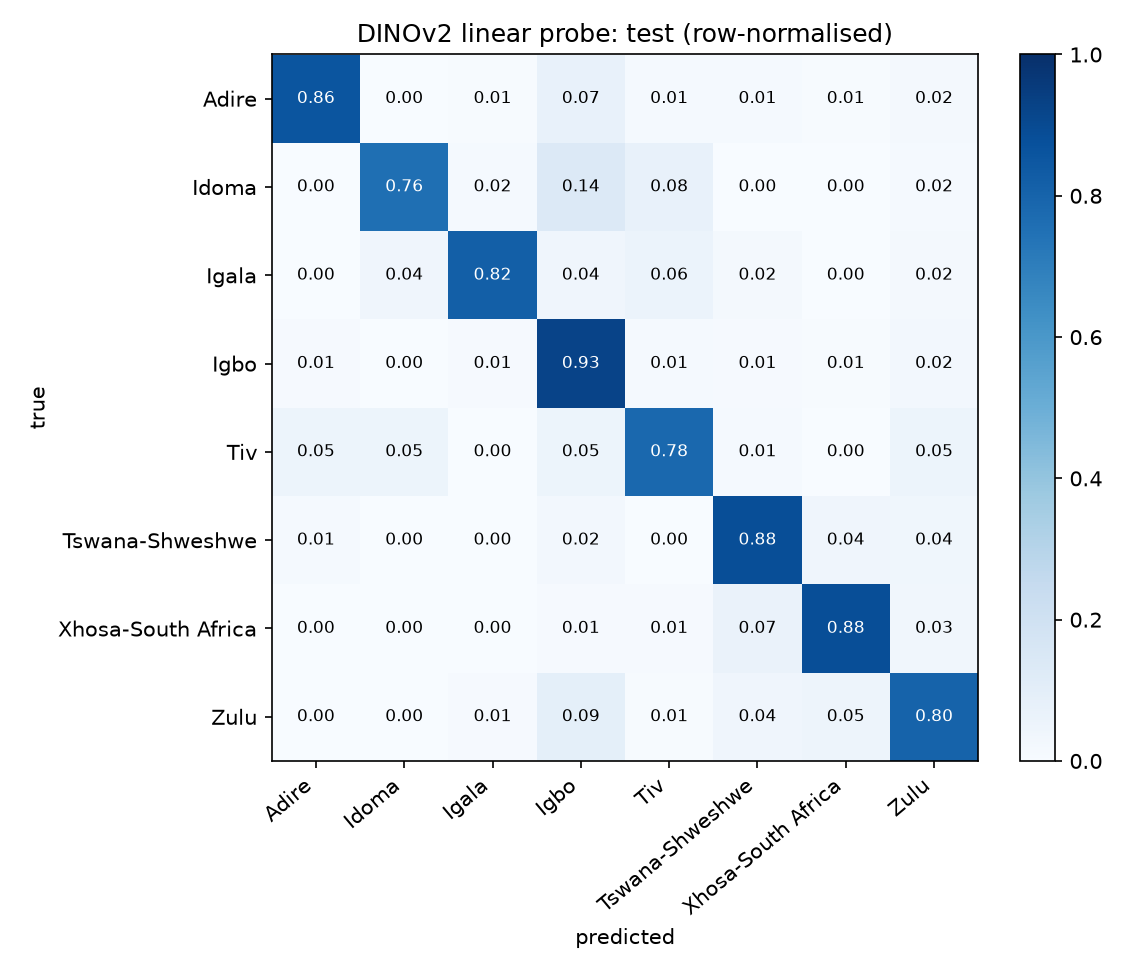 DINOv2 linear probe: test (row-normalised)
Adire 0.86 0.00 0.01 0.07 0.01 0.01 0.01 0.02
Idoma 0.00 0.76 0.02 0.14 0.08 0.00 0.00 0.02
Igala 0.00 0.04 0.82 0.04 0.06 0.02 0.00 0.02
Igbo 0.01 0.00 0.01 0.93 0.01 0.01 0.01 0.02
Tiv 0.05 0.05 0.00 0.05 0.78 0.01 0.00 0.05
Tswana-Shweshwe 0.01 0.00 0.00 0.02 0.00 0.88 0.04 0.04
Xhosa-South Africa 0.00 0.00 0.00 0.01 0.01 0.07 0.88 0.03
Zulu 0.00 0.00 0.01 0.09 0.01 0.04 0.05 0.80
true
Adire Idoma Igala Igbo Tiv Tswana-Shweshwe Xhosa-South Africa Zulu
predicted
1.0
0.8
0.6
0.4
0.2
0.0